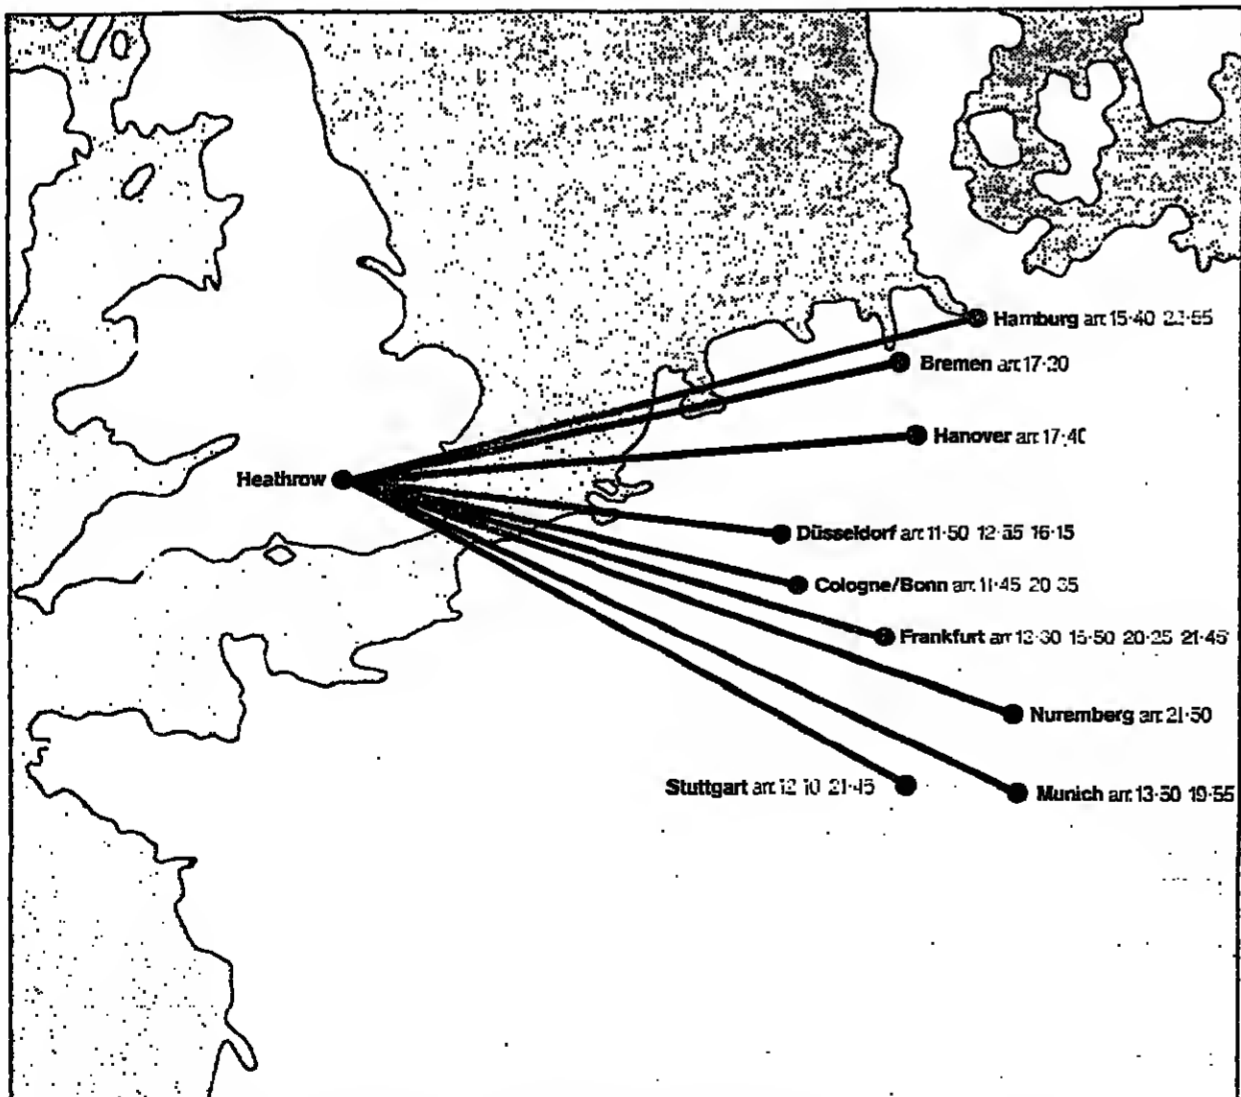 Hamburg arr. 15·40
Bremen arr. 17·20
Hanover arr. 17·40
Heathrow
Düsseldorf arr. 11·50 12·35 16·15
Cologne/Bonn arr. 11·45 20·35
Frankfurt arr. 13·30 15·50 20·25 21·45
Nuremberg arr. 21·50
Stuttgart arr. 12·10 21·45
Munich arr. 13·50 19·55